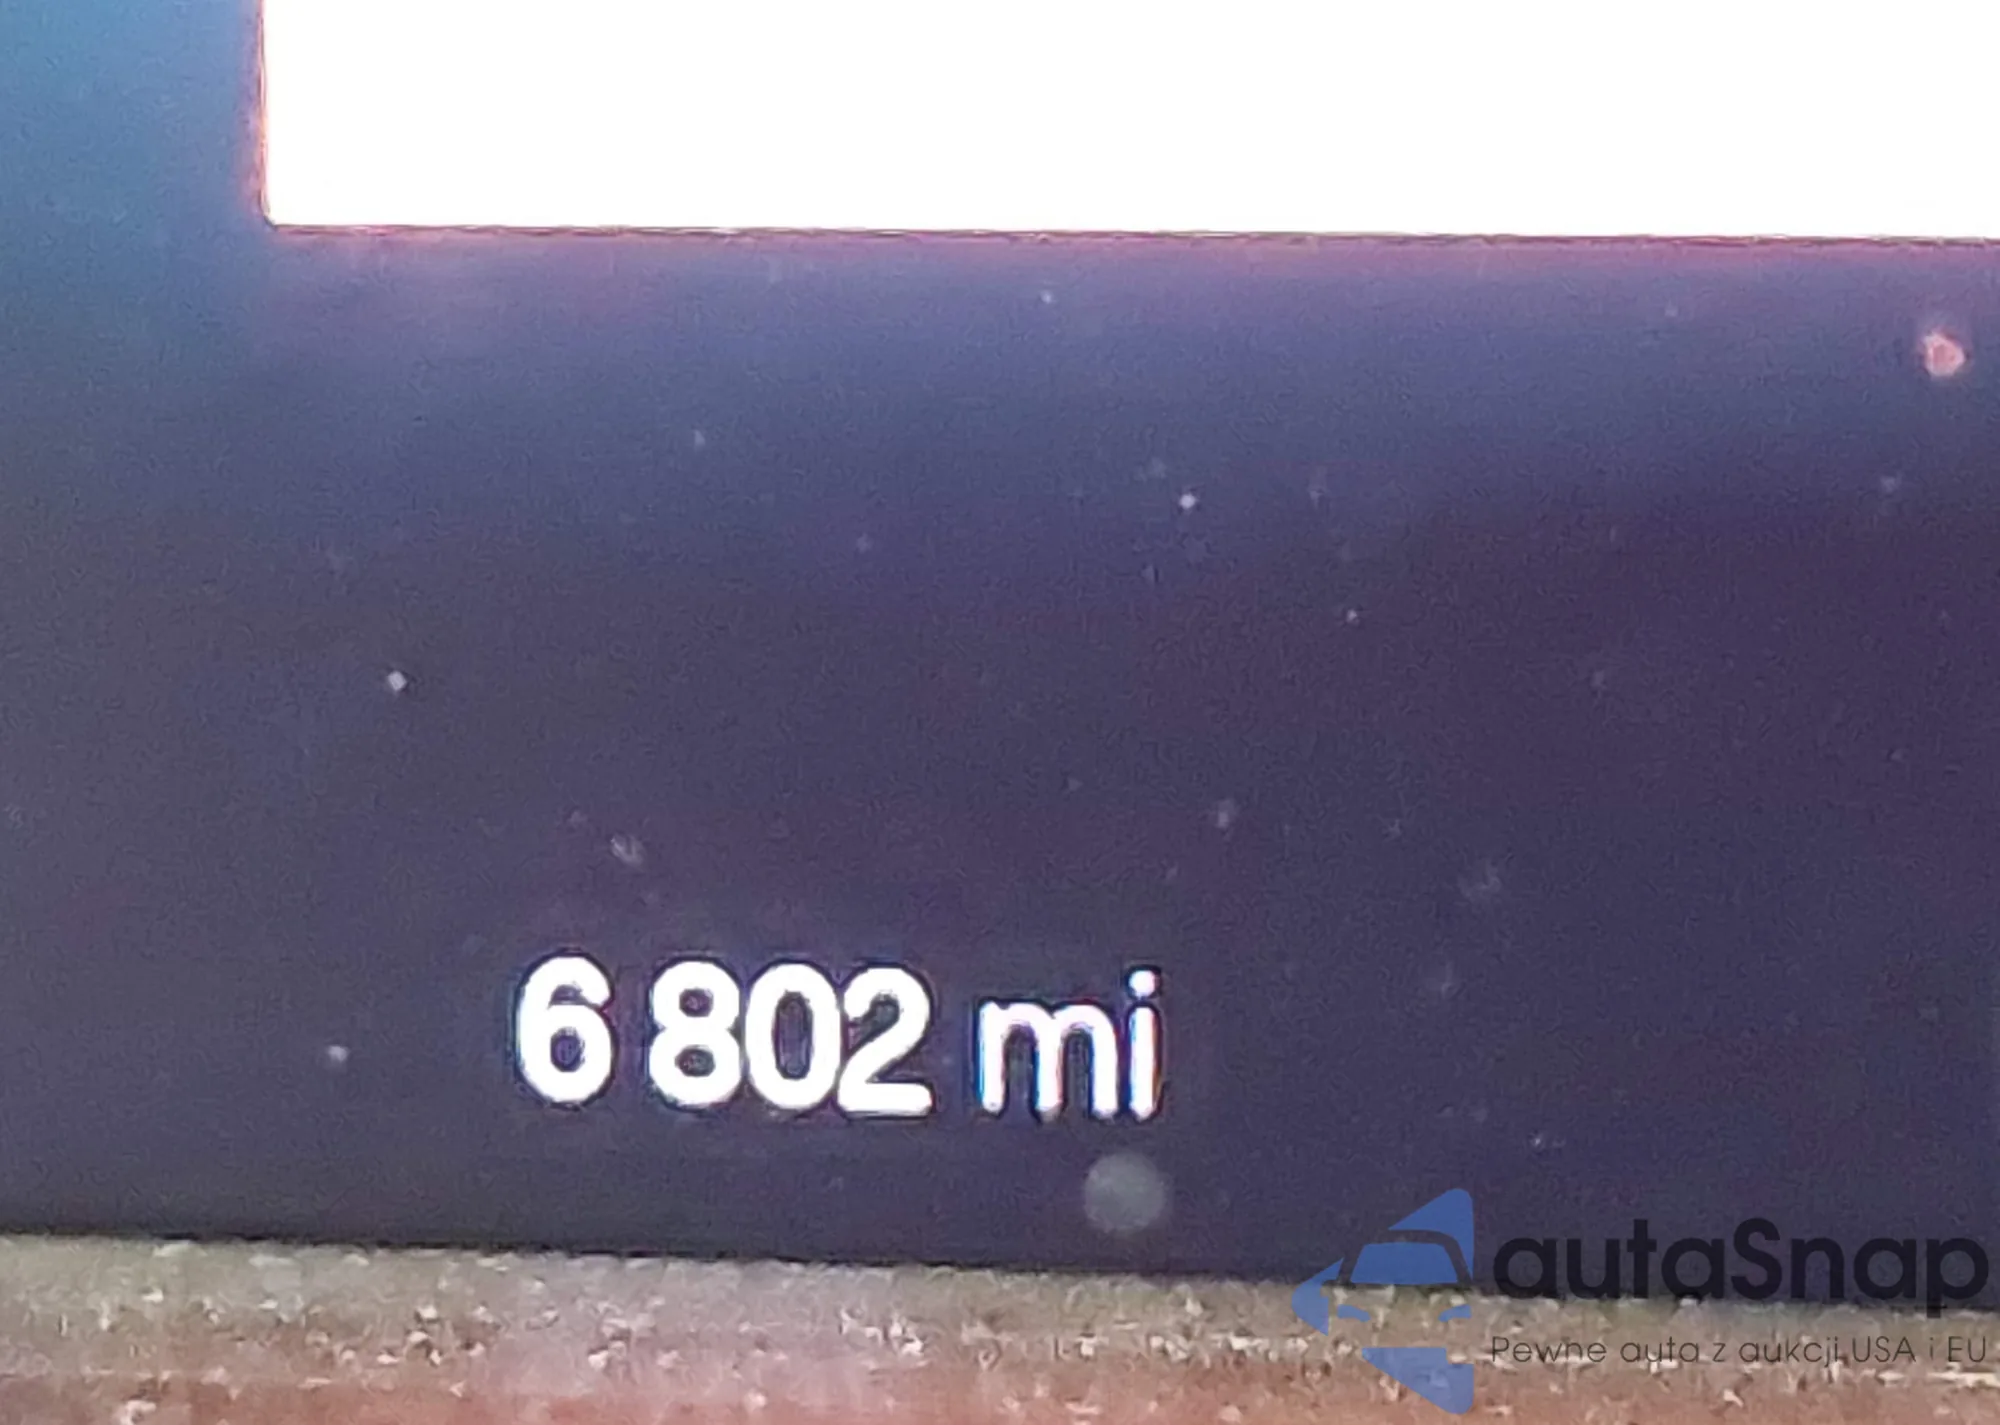 6 802 mi
autaSnap
Pewne auta z aukcji USA i EU